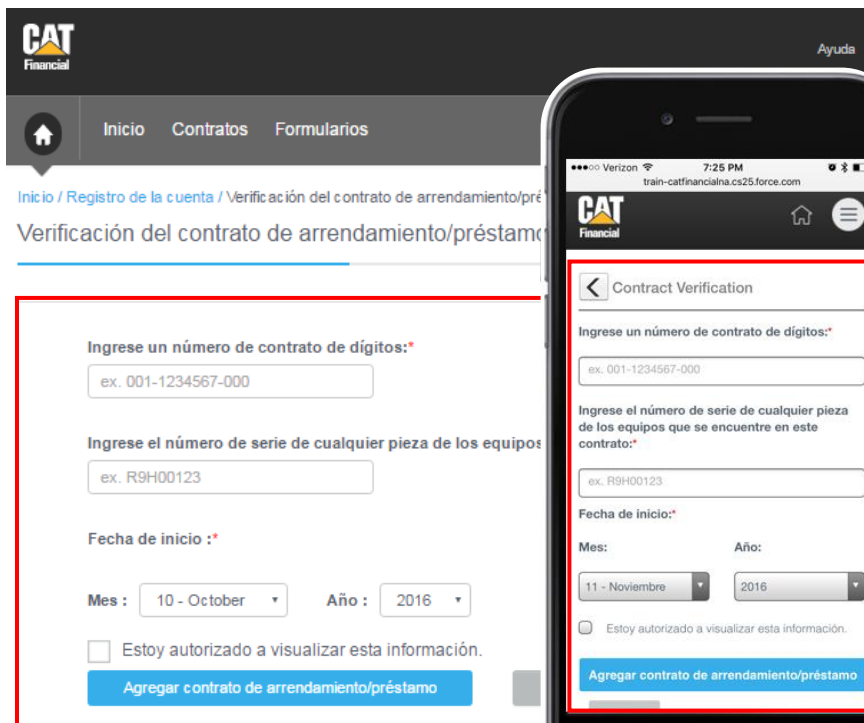 CAT
Financial
Ayuda
Inicio Contratos Formularios
Inicio / Registro de la cuenta / Verificación del contrato de arrendamiento/pré
Verificación del contrato de arrendamiento/préstamo
Ingrese un número de contrato de dígitos:*
ex. 001-1234567-000
Ingrese el número de serie de cualquier pieza de los equipos
ex. R9H00123
Fecha de inicio :*
Mes : 10 - October Año : 2016
Estoy autorizado a visualizar esta información.
Agregar contrato de arrendamiento/préstamo
Verizon 7:25 PM
train-catfinancialna.cs25.force.com
CAT
Financial
Contract Verification
Ingrese un número de contrato de dígitos:*
ex. 001-1234567-000
Ingrese el número de serie de cualquier pieza
de los equipos que se encuentre en este
contrato:*
ex. R9H00123
Fecha de inicio:*
Mes: Año:
11 - Noviembre 2016
Estoy autorizado a visualizar esta información.
Agregar contrato de arrendamiento/préstamo